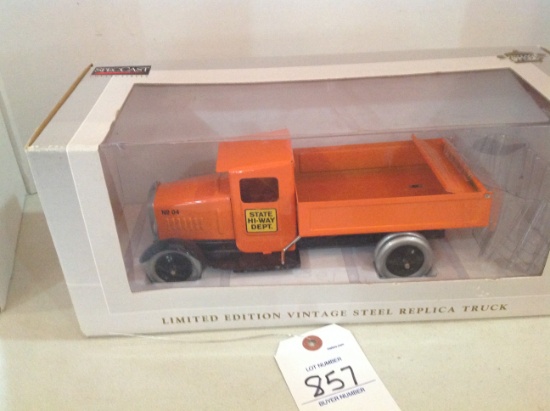 SPECCAST
STATE
HI-WAY
DEPT.
LIMITED EDITION VINTAGE STEEL REPLICA TRUCK
LOT NUMBER
857
BUYER NUMBER